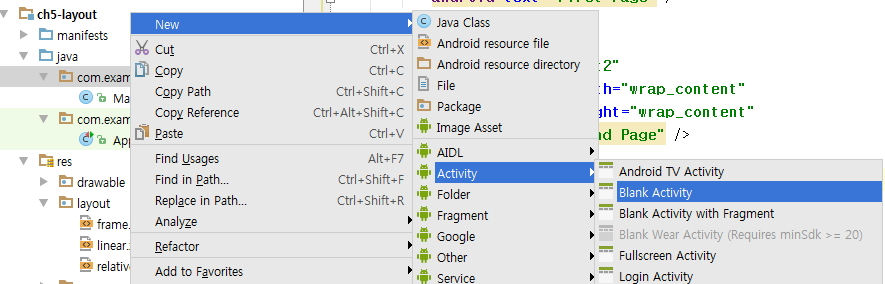 ch5-layout
manifests
java
com.exam
Ma
com.exam
App
res
drawable
layout
frame.
linear.
relative
New
Cut Ctrl+X
Copy Ctrl+C
Copy Path Ctrl+Shift+C
Copy Reference Ctrl+Alt+Shift+C
Paste Ctrl+V
Find Usages Alt+F7
Find in Path... Ctrl+Shift+F
Replace in Path... Ctrl+Shift+R
Analyze
Refactor
Add to Favorites
Java Class
Android resource file
Android resource directory
File
Package
Image Asset
AIDL
Activity
Folder
Fragment
Google
Other
Service
t2"
th="wrap_content"
ght="wrap_content"
nd Page" />
Android TV Activity
Blank Activity
Blank Activity with Fragment
Blank Wear Activity (Requires minSdk >= 20)
Fullscreen Activity
Login Activity